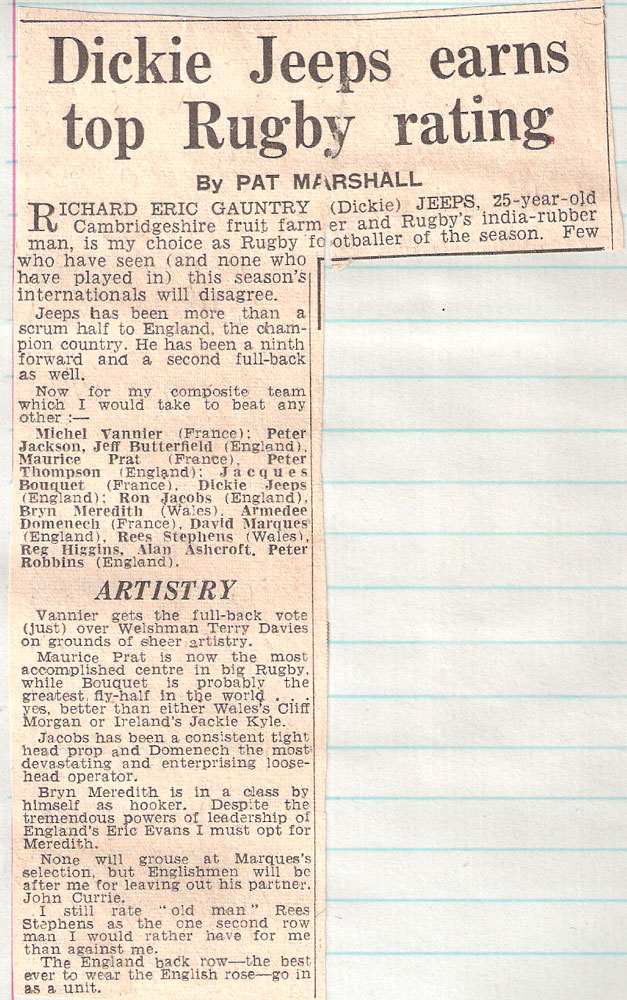 Dickie Jeeps earns
top Rugby rating
By PAT MARSHALL
RICHARD ERIC GAUNTRY (Dickie) JEEPS, 25-year-old
Cambridgeshire fruit farmer and Rugby's india-rubber
man, is my choice as Rugby footballer of the season. Few
who have seen (and none who
have played in) this season's
internationals will disagree.
Jeeps has been more than a
scrum half to England, the cham-
pion country. He has been a ninth
forward and a second full-back
as well.
Now for my composite team
which I would take to beat any
other :—
Michel Vannier (France); Peter
Jackson, Jeff Butterfield (England),
Maurice Prat (France), Peter
Thompson (England); Jacques
Bouquet (France), Dickie Jeeps
(England); Ron Jacobs (England),
Bryn Meredith (Wales), Armedee
Domenech (France), David Marques
(England), Rees Stephens (Wales),
Reg Higgins, Alan Ashcroft, Peter
Robbins (England).
ARTISTRY
Vannier gets the full-back vote
(just) over Welshman Terry Davies
on grounds of sheer artistry.
Maurice Prat is now the most
accomplished centre in big Rugby,
while Bouquet is probably the
greatest fly-half in the world . . .
yes, better than either Wales's Cliff
Morgan or Ireland's Jackie Kyle.
Jacobs has been a consistent tight
head prop and Domenech the most
devastating and enterprising loose-
head operator.
Bryn Meredith is in a class by
himself as hooker. Despite the
tremendous powers of leadership of
England's Eric Evans I must opt for
Meredith.
None will grouse at Marques's
selection, but Englishmen will be
after me for leaving out his partner,
John Currie.
I still rate "old man" Rees
Stephens as the one second row
man I would rather have for me
than against me.
The England back row—the best
ever to wear the English rose—go in
as a unit.